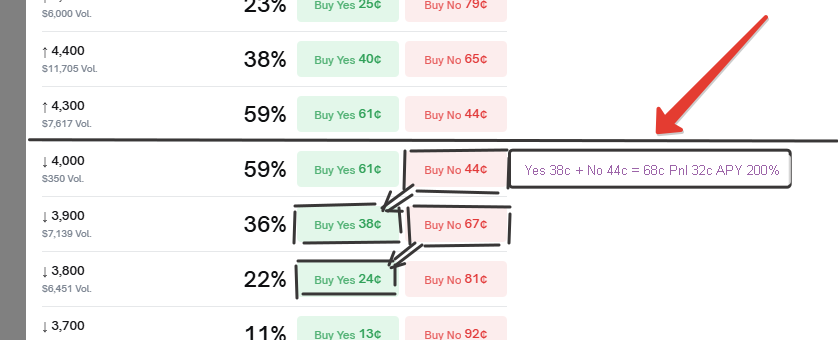 23% Buy Yes 25¢ Buy No 79¢
$6,000 Vol.
↑ 4,400
$11,705 Vol.
38% Buy Yes 40¢ Buy No 65¢
↑ 4,300
$7,617 Vol.
59% Buy Yes 61¢ Buy No 44¢
↓ 4,000
$350 Vol.
59% Buy Yes 61¢ Buy No 44¢
Yes 38c + No 44c = 68c Pnl 32c APY 200%
↓ 3,900
$7,139 Vol.
36% Buy Yes 38¢ Buy No 67¢
↓ 3,800
$6,451 Vol.
22% Buy Yes 24¢ Buy No 81¢
↓ 3,700
11% Buy Yes 13¢ Buy No 92¢